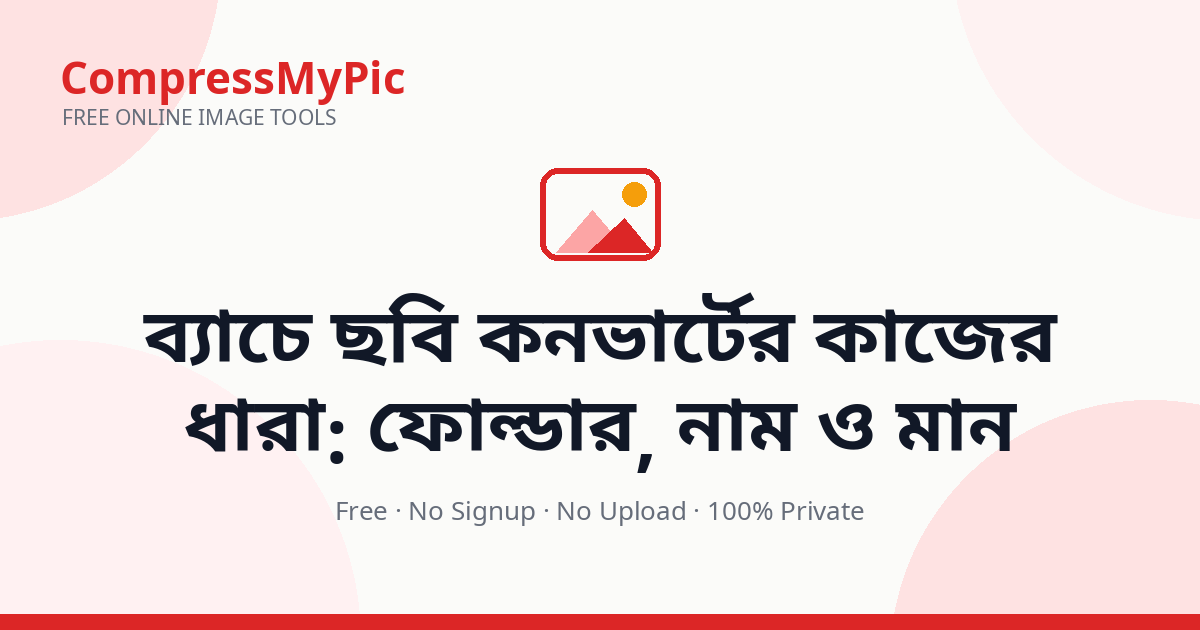 CompressMyPic
FREE ONLINE IMAGE TOOLS
ব্যাচে ছবি কনভার্টের কাজের
ধারা: ফোল্ডার, নাম ও মান
Free · No Signup · No Upload · 100% Private